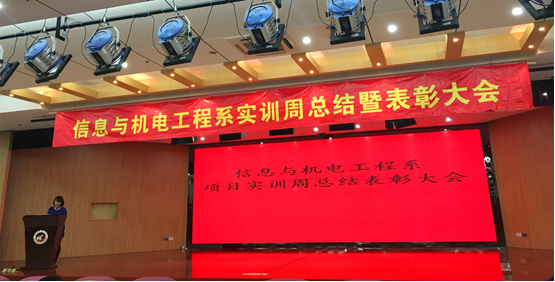 信息与机电工程系实训周总结暨表彰大会
信息与机电工程系
项目实训周总结表彰大会